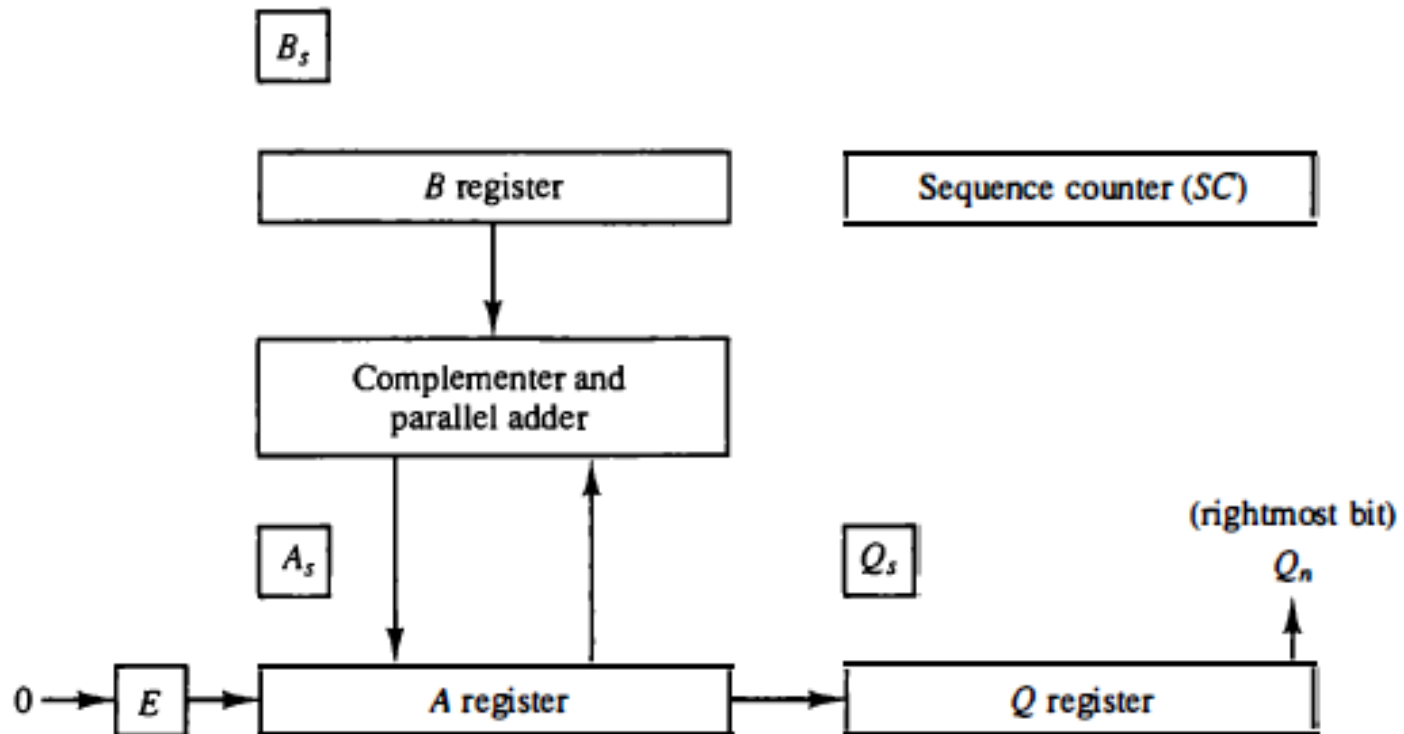 B_s
B register
Sequence counter (SC)
Complementer and
parallel adder
(rightmost bit)
A_s
Q_s
Q_n
0
E
A register
Q register